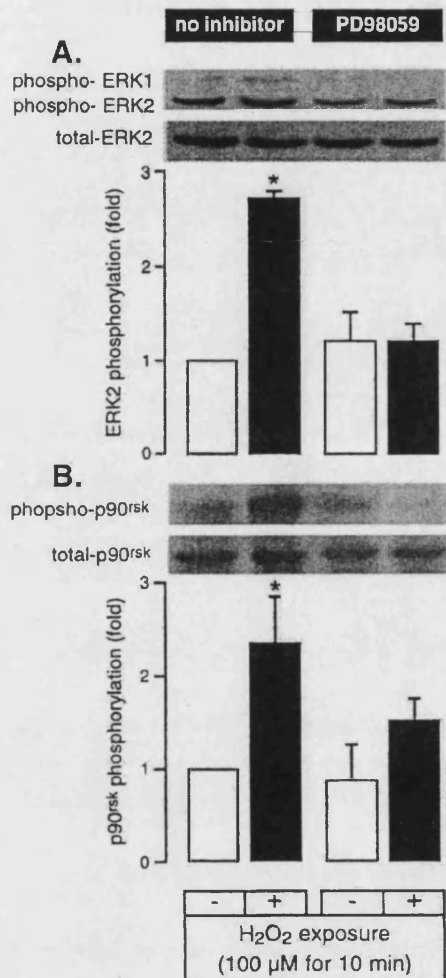 no inhibitor PD98059
A.
phospho- ERK1
phospho- ERK2
total-ERK2
*
3
2
1
0
ERK2 phosphorylation (fold)
B.
phopsho-p90rsk
total-p90rsk
*
3
2
1
0
p90rsk phosphorylation (fold)
- + - +
H2O2 exposure
(100 µM for 10 min)